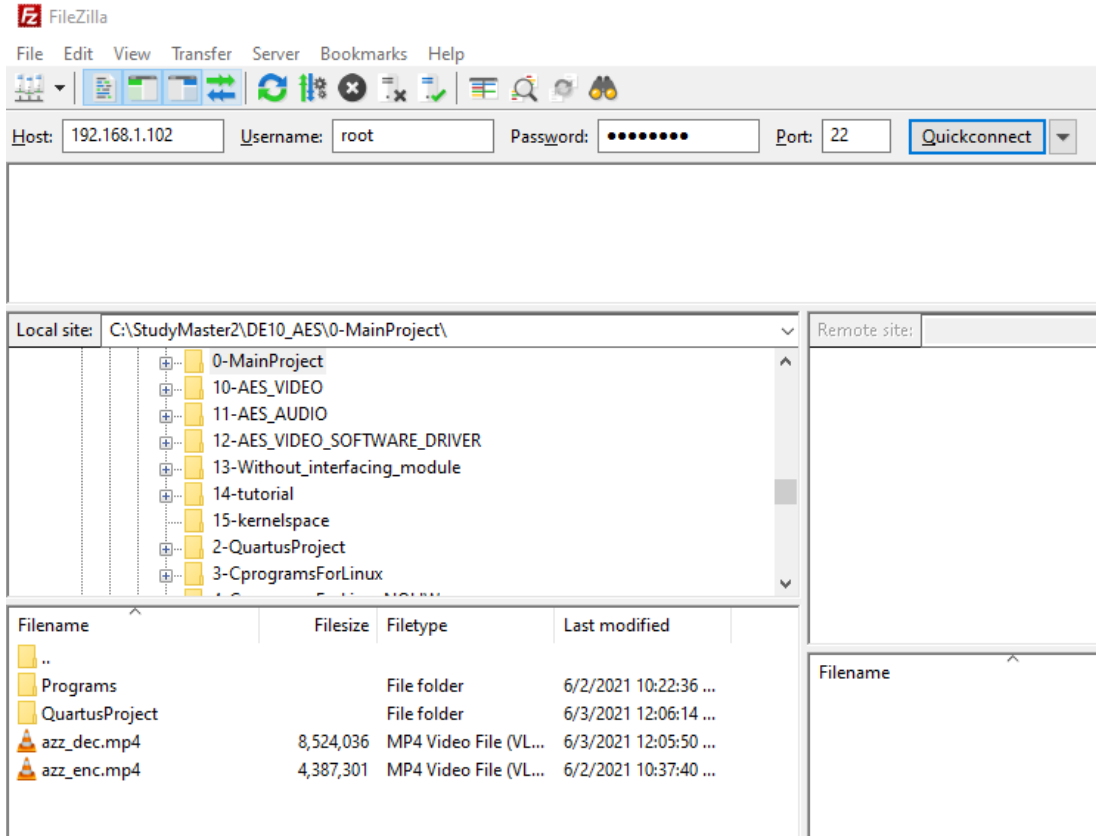 FileZilla
File Edit View Transfer Server Bookmarks Help
Host: 192.168.1.102 Username: root Password: ●●●●●●●● Port: 22 Quickconnect
Local site: C:\StudyMaster2\DE10_AES\0-MainProject\ Remote site:
0-MainProject
10-AES_VIDEO
11-AES_AUDIO
12-AES_VIDEO_SOFTWARE_DRIVER
13-Without_interfacing_module
14-tutorial
15-kernelspace
2-QuartusProject
3-CprogramsForLinux
Filename Filesize Filetype Last modified
..
Programs File folder 6/2/2021 10:22:36 ...
QuartusProject File folder 6/3/2021 12:06:14 ...
azz_dec.mp4 8,524,036 MP4 Video File (VL... 6/3/2021 12:05:50 ...
azz_enc.mp4 4,387,301 MP4 Video File (VL... 6/2/2021 10:37:40 ...
Filename